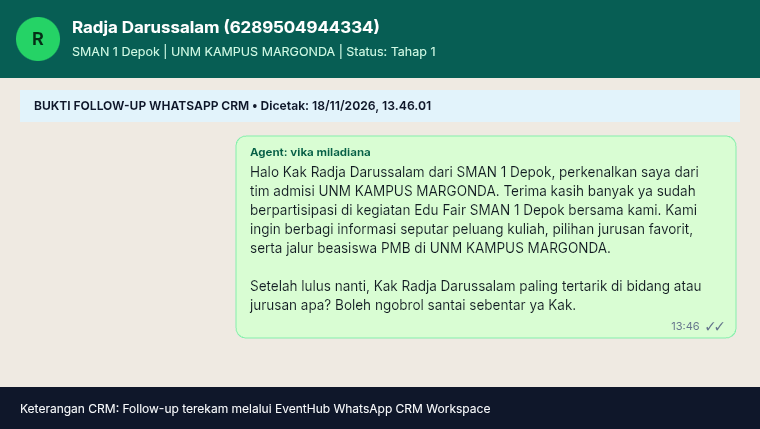 R
Radja Darussalam (6289504944334)
SMAN 1 Depok | UNM KAMPUS MARGONDA | Status: Tahap 1
BUKTI FOLLOW-UP WHATSAPP CRM • Dicetak: 18/11/2026, 13.46.01
Agent: vika miladiana
Halo Kak Radja Darussalam dari SMAN 1 Depok, perkenalkan saya dari
tim admisi UNM KAMPUS MARGONDA. Terima kasih banyak ya sudah
berpartisipasi di kegiatan Edu Fair SMAN 1 Depok bersama kami. Kami
ingin berbagi informasi seputar peluang kuliah, pilihan jurusan favorit,
serta jalur beasiswa PMB di UNM KAMPUS MARGONDA.
Setelah lulus nanti, Kak Radja Darussalam paling tertarik di bidang atau
jurusan apa? Boleh ngobrol santai sebentar ya Kak.
13:46 ✓✓
Keterangan CRM: Follow-up terekam melalui EventHub WhatsApp CRM Workspace